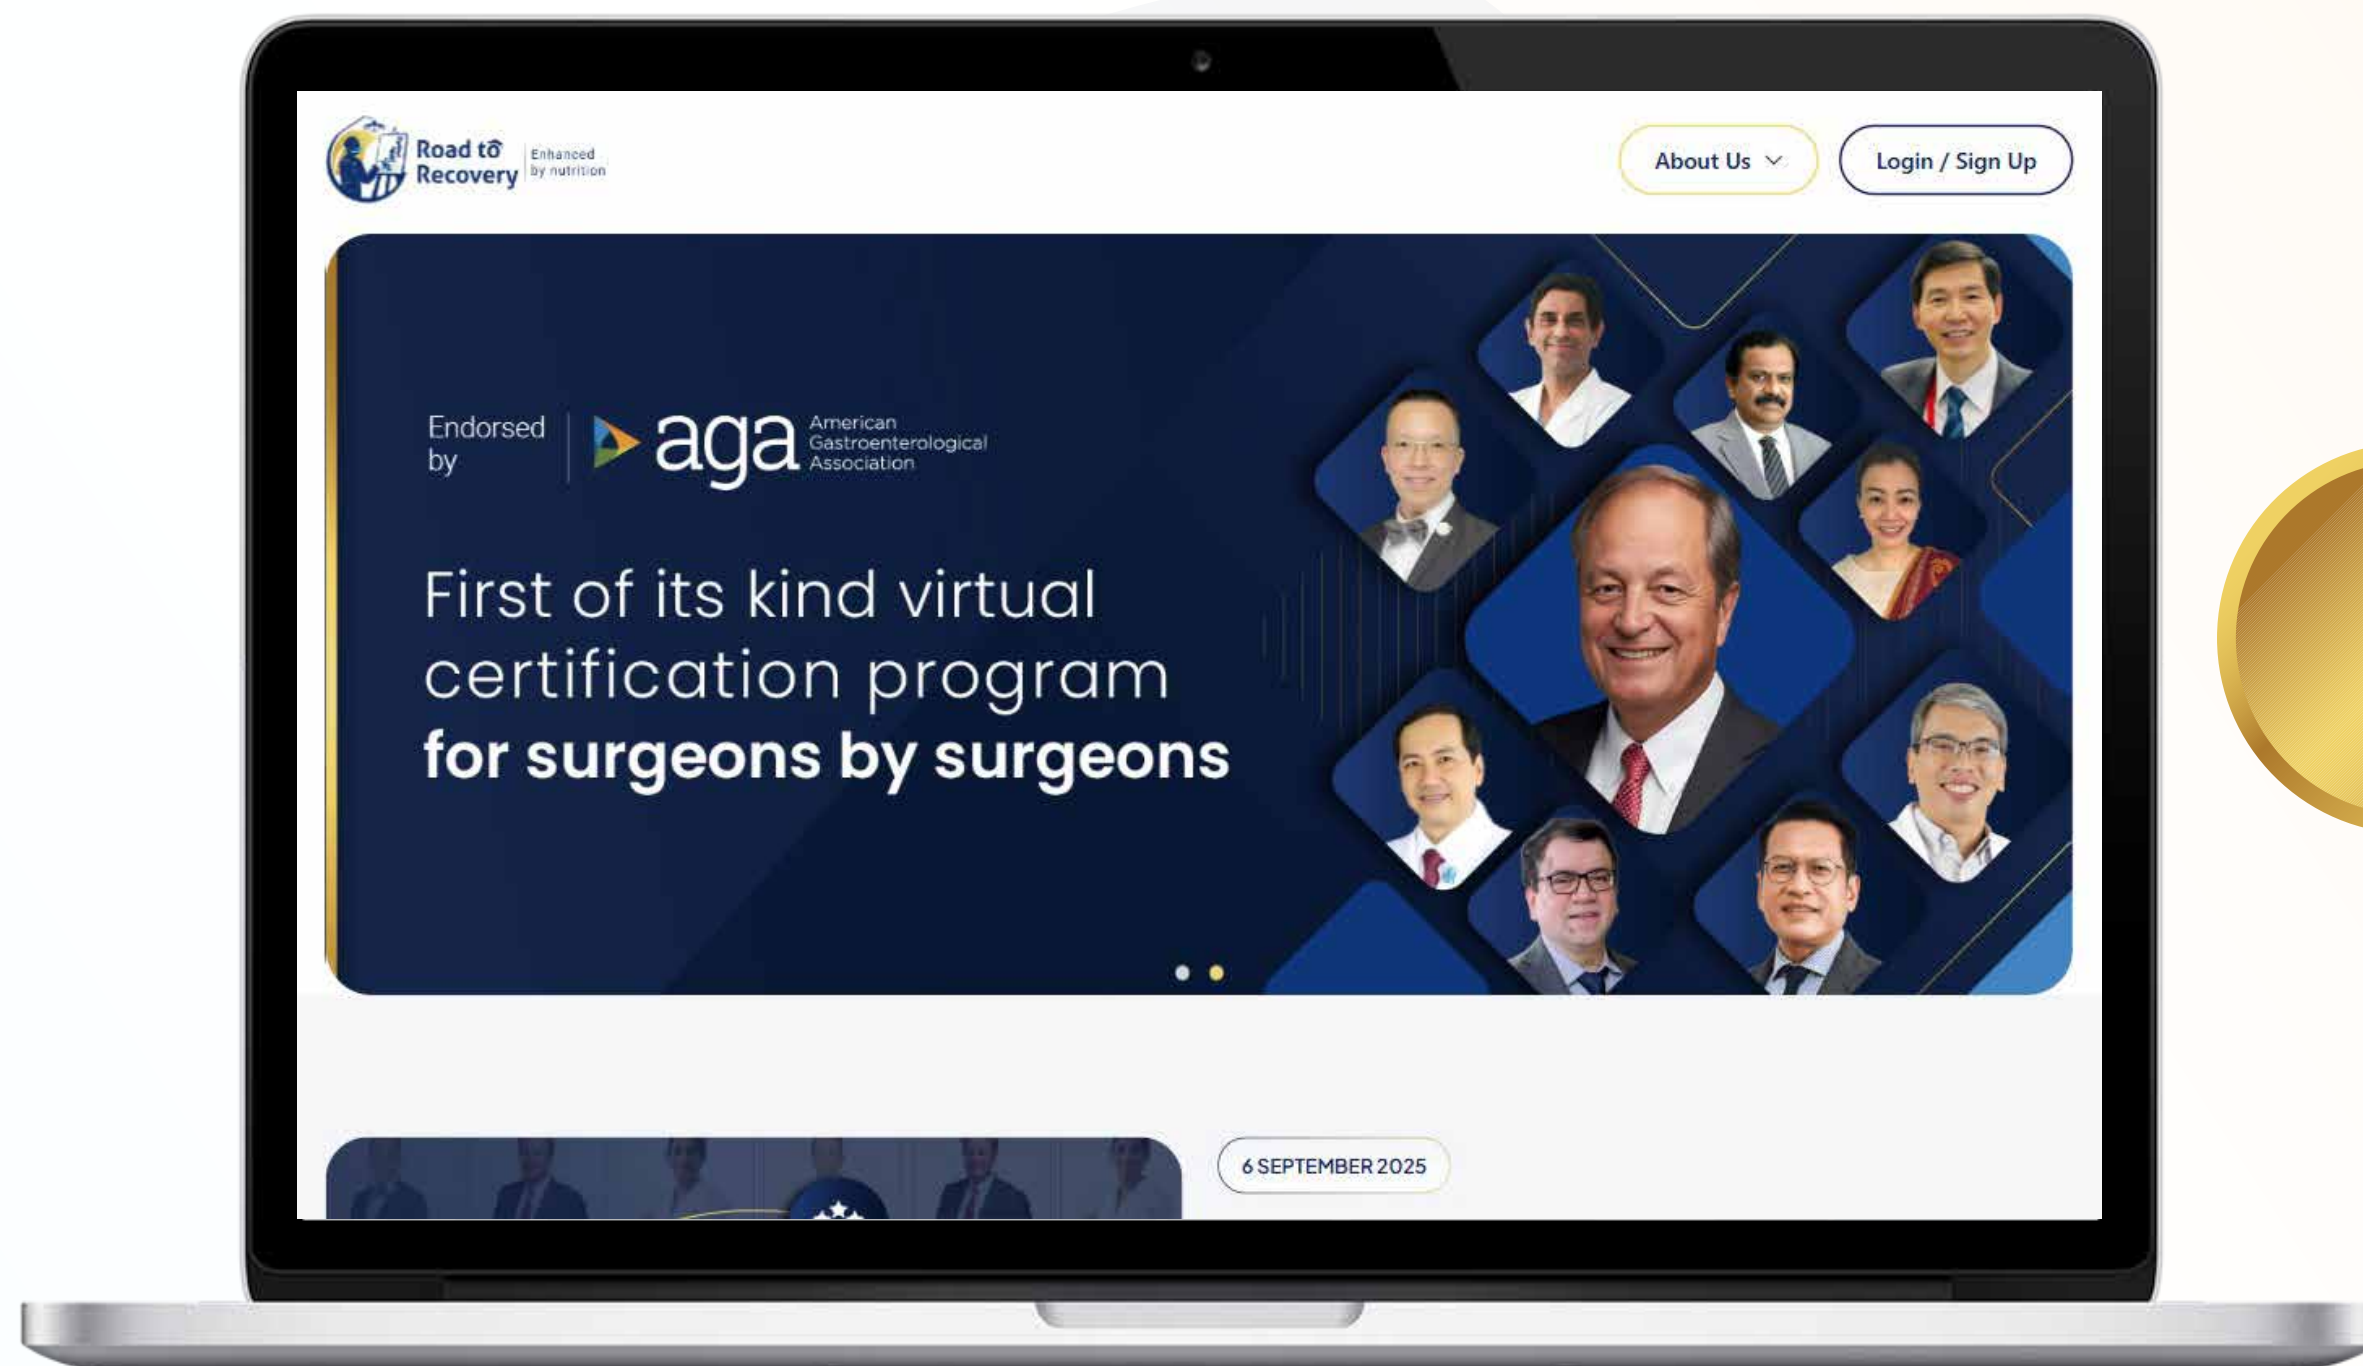 Road to
Recovery
Enhanced
by nutrition
About Us
Login / Sign Up
Endorsed
by
aga
American
Gastroenterological
Association
First of its kind virtual
certification program
for surgeons by surgeons
6 SEPTEMBER 2025